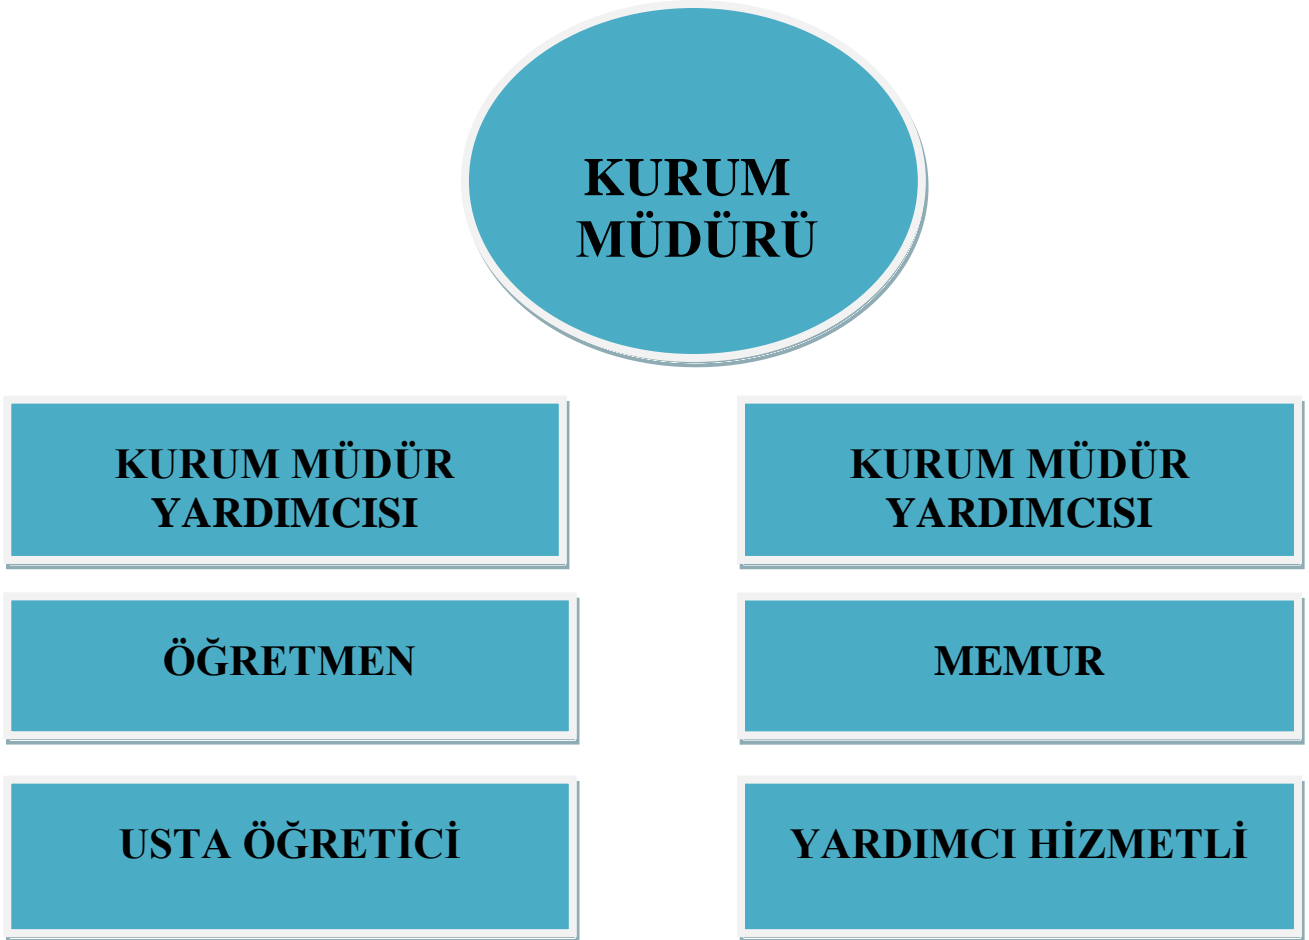 KURUM
MÜDÜRÜ
KURUM MÜDÜR
YARDIMCISI
KURUM MÜDÜR
YARDIMCISI
ÖĞRETMEN
MEMUR
USTA ÖĞRETİCİ
YARDIMCI HİZMETLİ